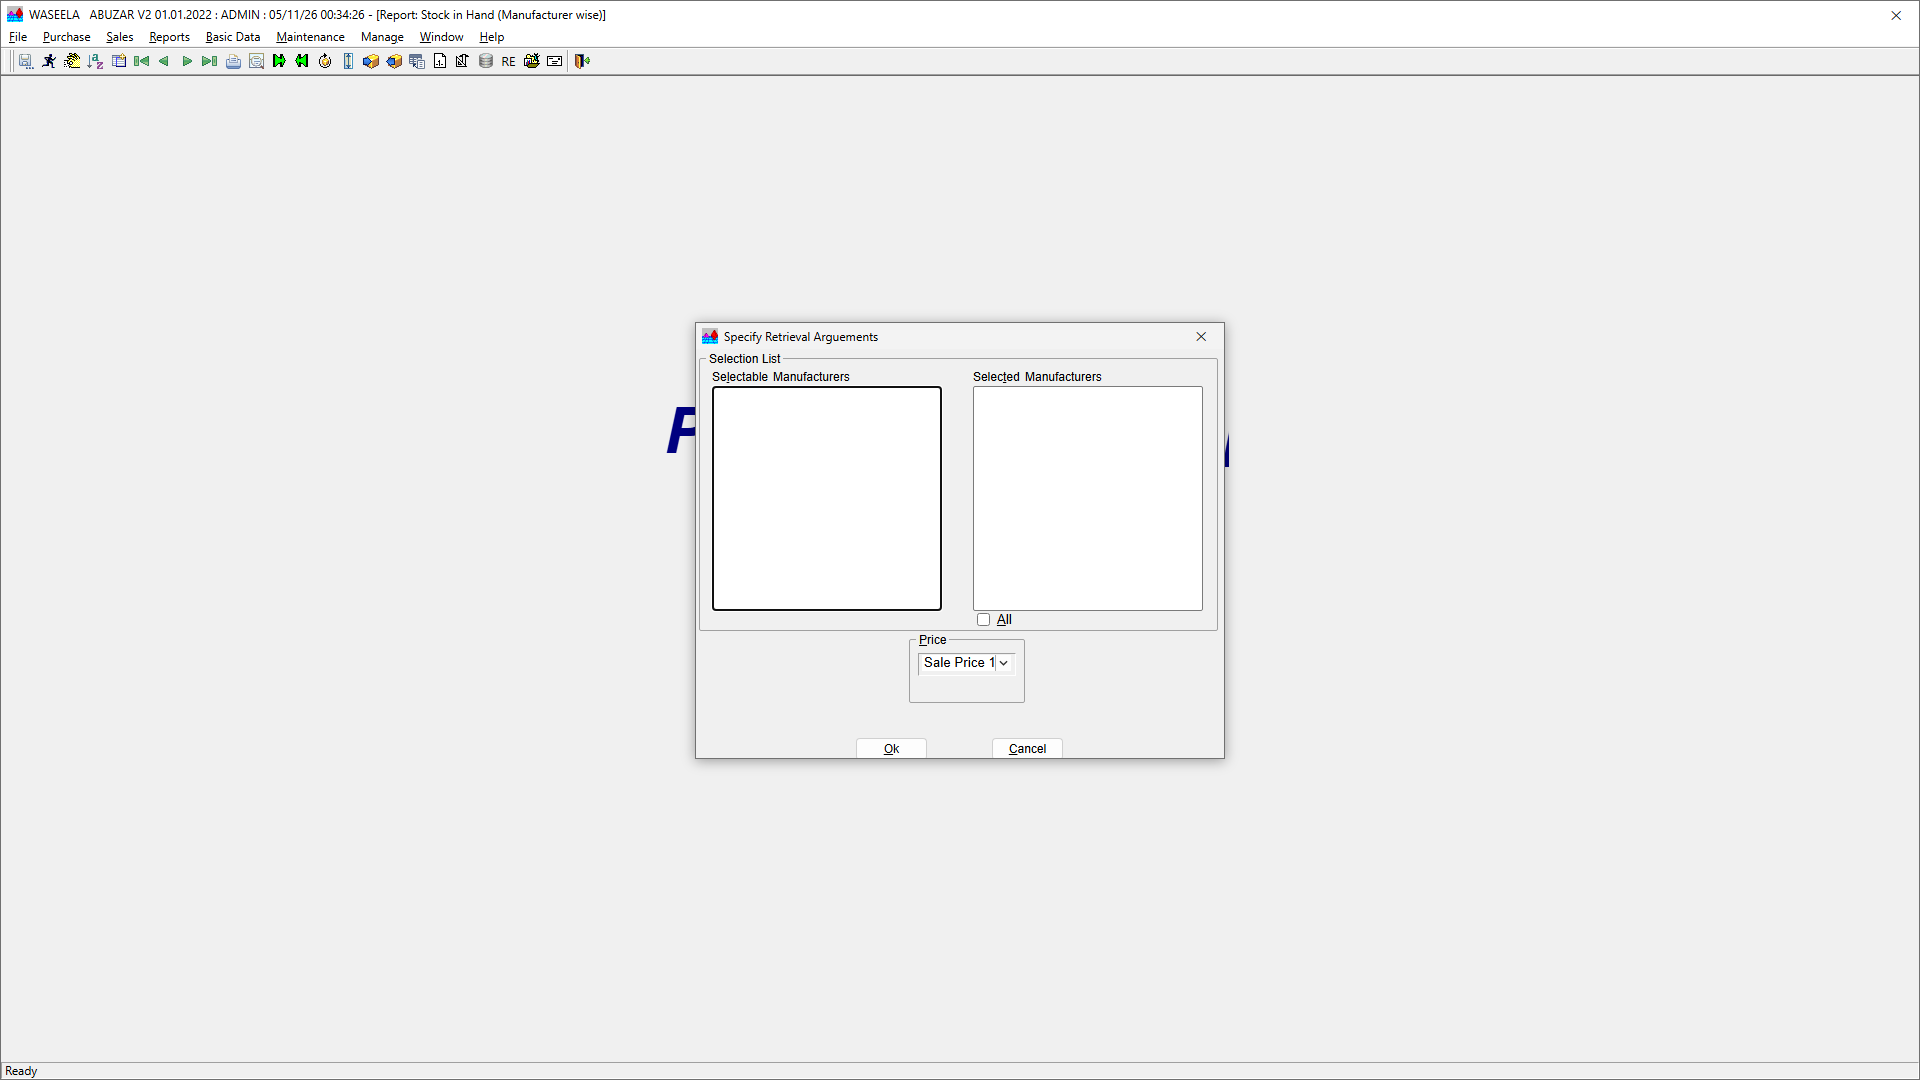 WASEELA ABUZAR V2 01.01.2022 : ADMIN : 05/11/26 00:34:26 - [Report: Stock in Hand (Manufacturer wise)]
File Purchase Sales Reports Basic Data Maintenance Manage Window Help
RE
Specify Retrieval Arguements
Selection List
Selectable Manufacturers Selected Manufacturers
All
Price
Sale Price 1
Ok Cancel
Ready